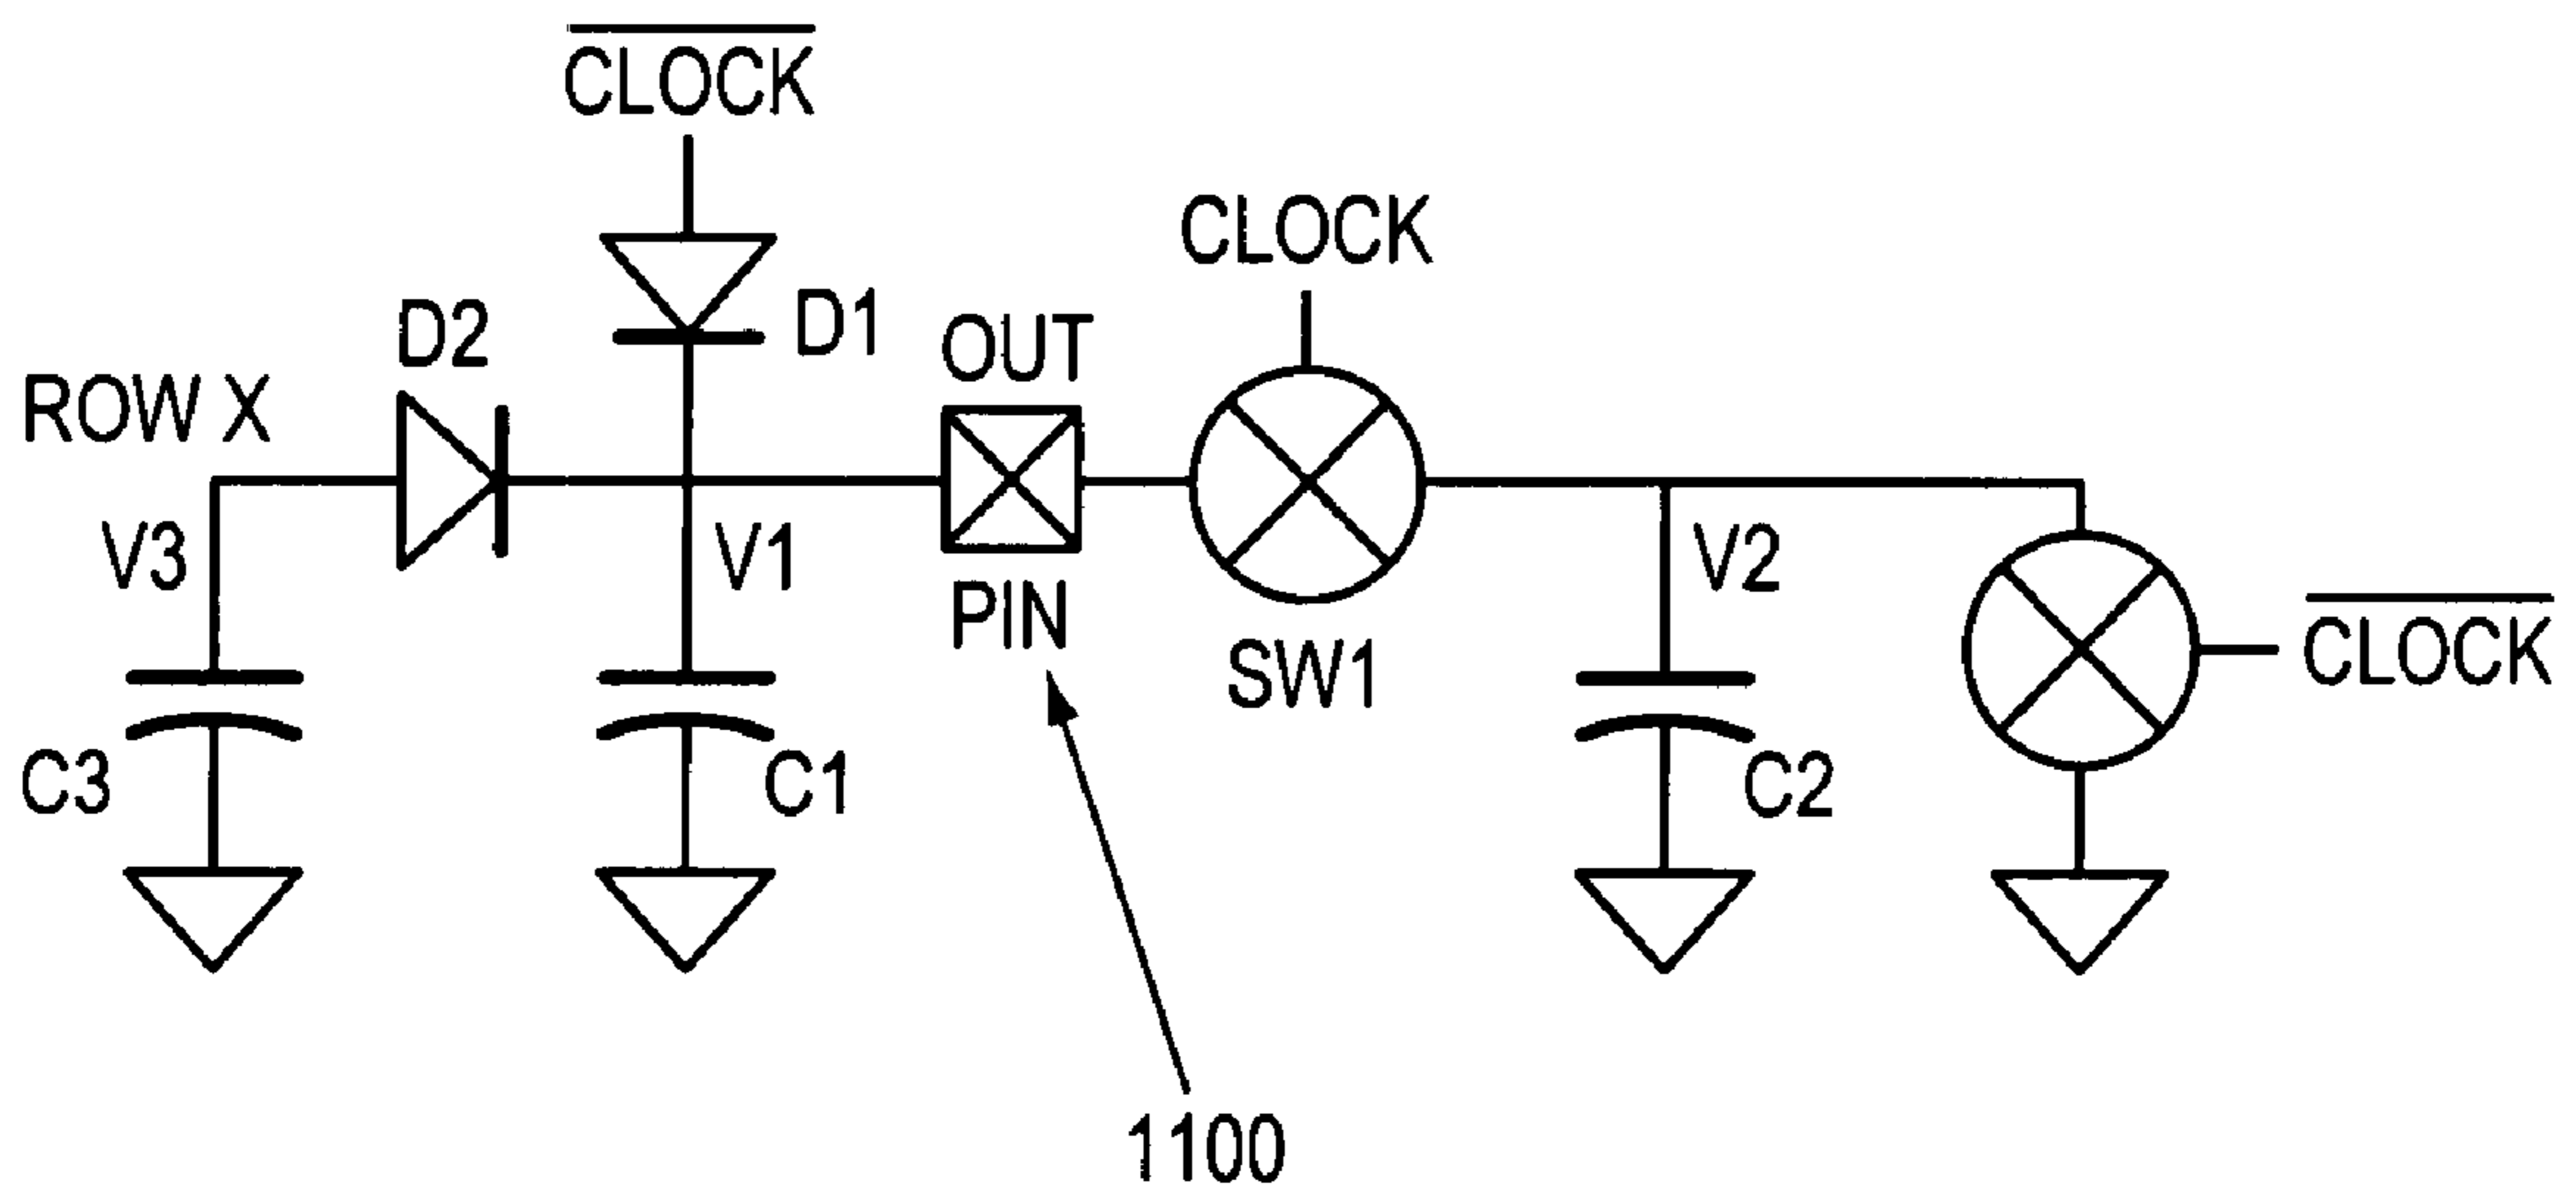 CLOCK
CLOCK
D2
D1
OUT
ROW X
V3
V1
V2
PIN
SW1
CLOCK
C3
C1
C2
1100